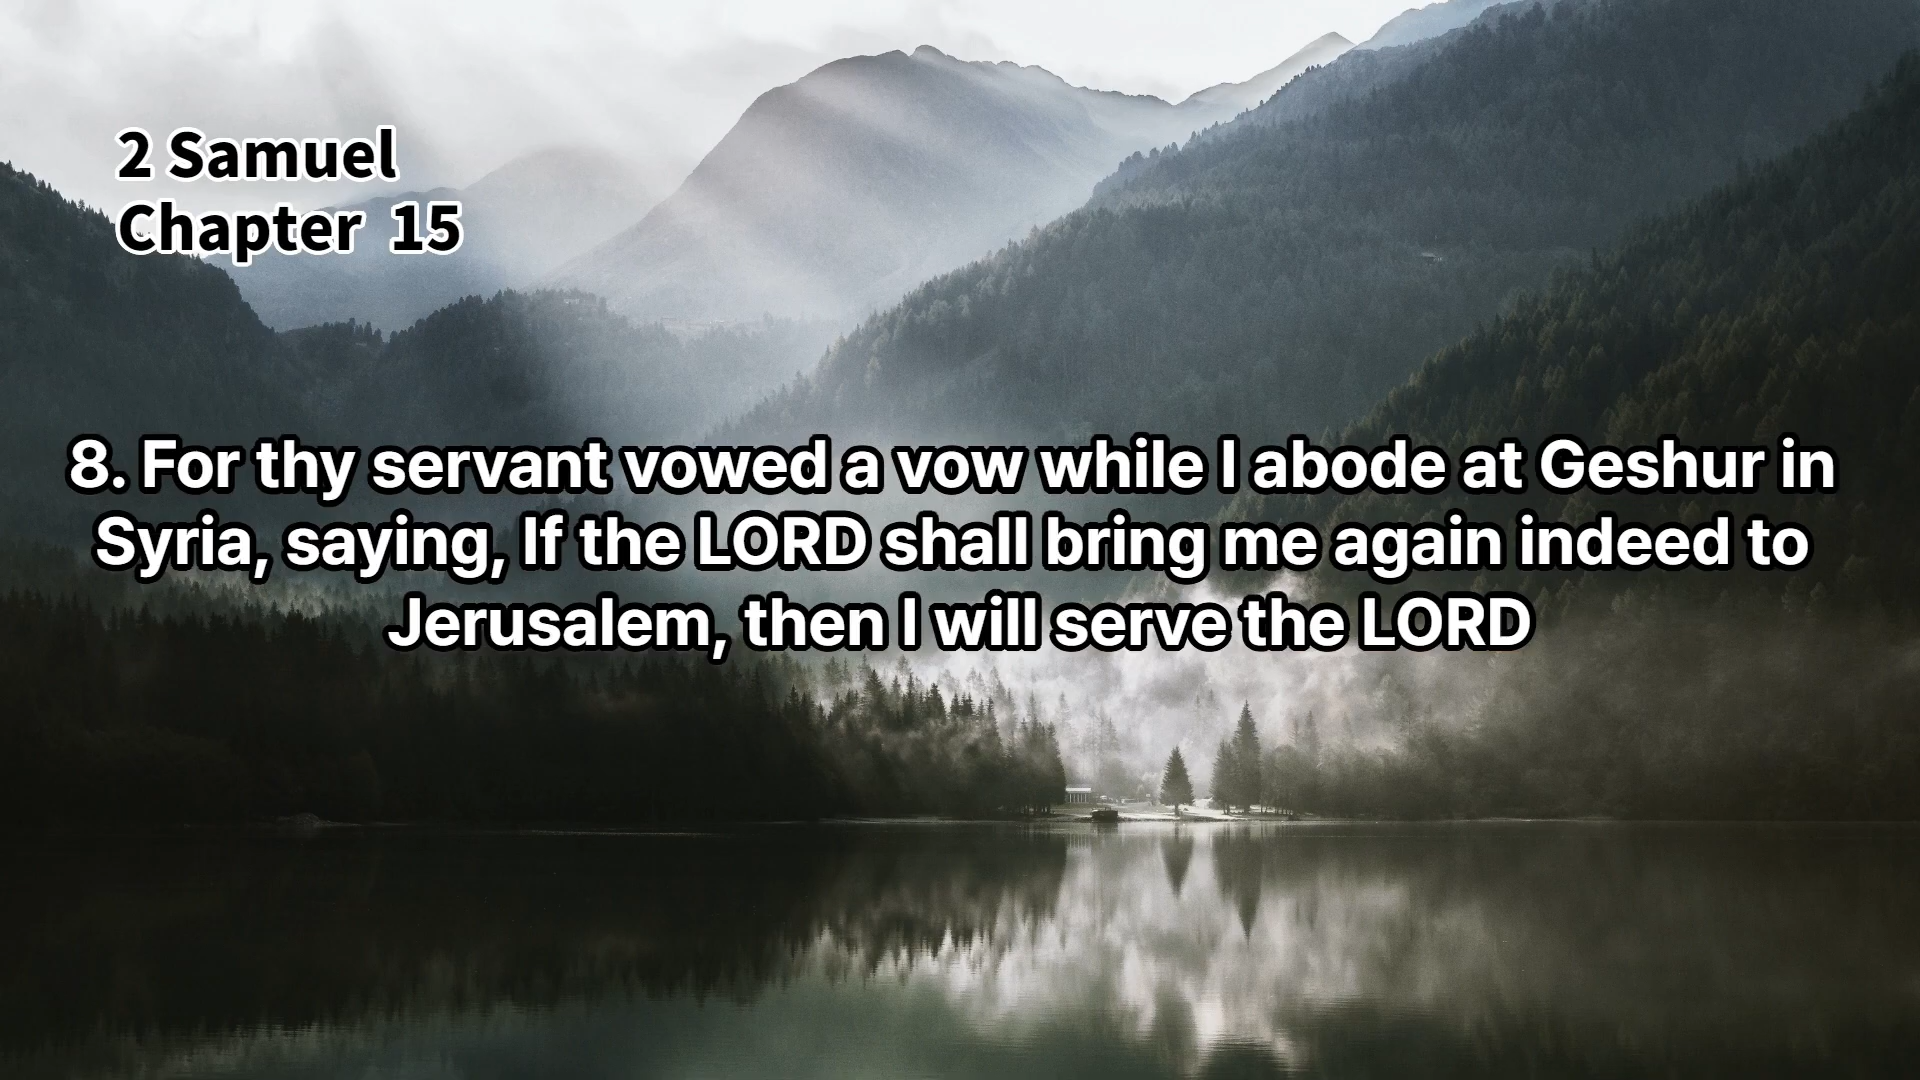 2 Samuel
Chapter 15
8. For thy servant vowed a vow while I abode at Geshur in
Syria, saying, If the LORD shall bring me again indeed to
Jerusalem, then I will serve the LORD